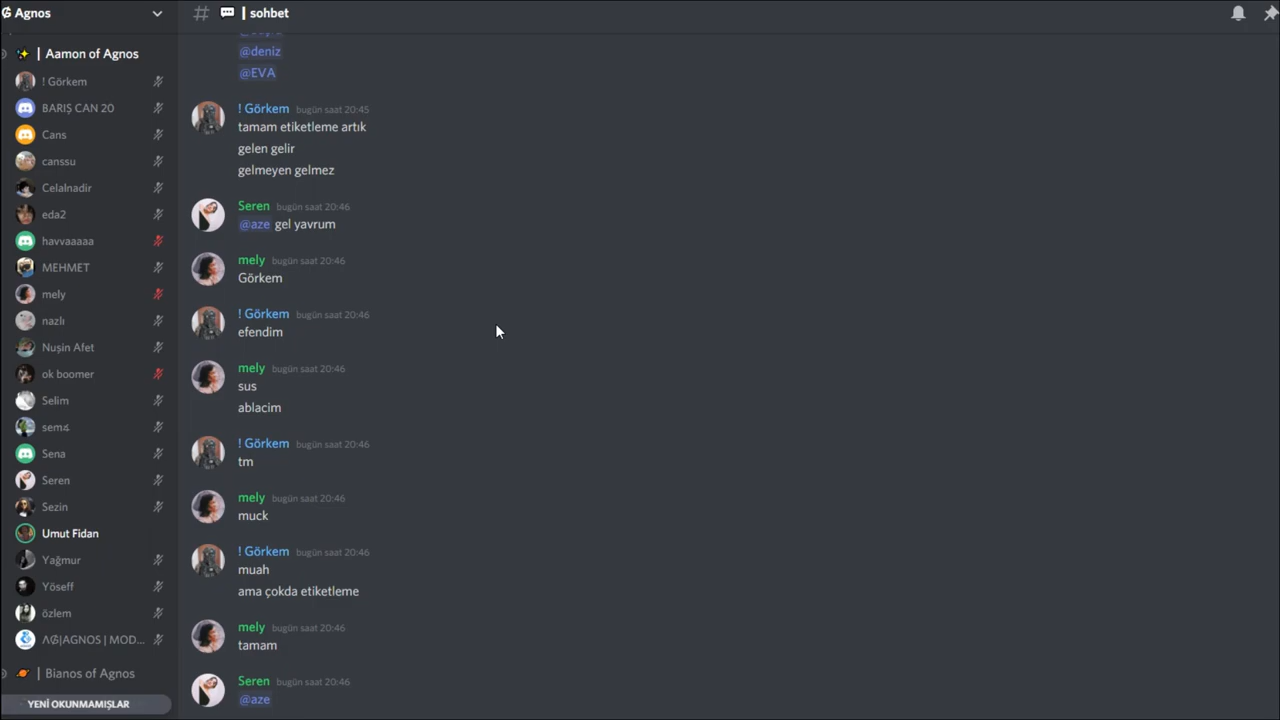 Agnos
| Aamon of Agnos
! Görkem
BARIŞ CAN 20
Cans
canssu
Celalnadir
eda2
havvaaaaa
MEHMET
mely
nazlı
Nuşin Afet
ok boomer
Selim
Sena
Seren
Sezin
Umut Fidan
Yağmur
Yöseff
özlem
|AGNOS | MOD...
| Bianos of Agnos
YENİ OKUNMAMIŞLAR
# | sohbet
@deniz
@EVA
! Görkem bugün saat 20:45
tamam etiketleme artık
gelen gelir
gelmeyen gelmez
Seren bugün saat 20:46
@aze gel yavrum
mely bugün saat 20:46
Görkem
! Görkem bugün saat 20:46
efendim
mely bugün saat 20:46
sus
ablacim
! Görkem bugün saat 20:46
tm
mely bugün saat 20:46
muck
! Görkem bugün saat 20:46
muah
ama çokda etiketleme
mely bugün saat 20:46
tamam
Seren bugün saat 20:46
@aze